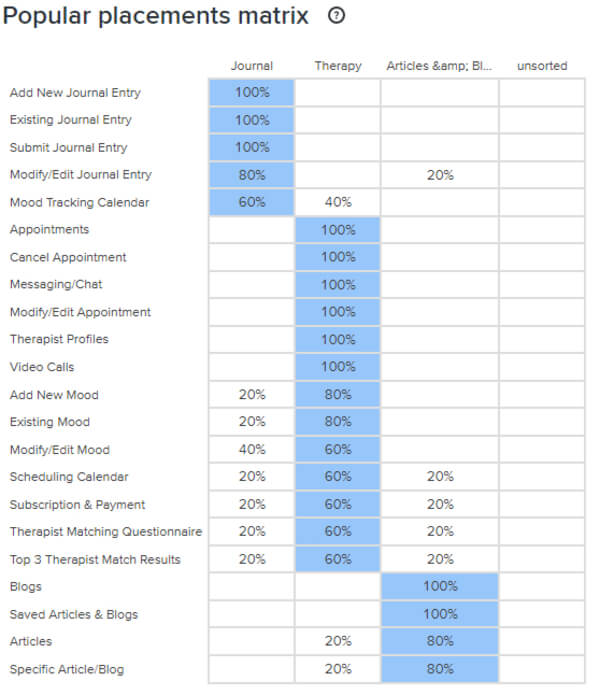 Popular placements matrix ?
Journal Therapy Articles &amp; Bl... unsorted
Add New Journal Entry 100%
Existing Journal Entry 100%
Submit Journal Entry 100%
Modify/Edit Journal Entry 80% 20%
Mood Tracking Calendar 60% 40%
Appointments 100%
Cancel Appointment 100%
Messaging/Chat 100%
Modify/Edit Appointment 100%
Therapist Profiles 100%
Video Calls 100%
Add New Mood 20% 80%
Existing Mood 20% 80%
Modify/Edit Mood 40% 60%
Scheduling Calendar 20% 60% 20%
Subscription & Payment 20% 60% 20%
Therapist Matching Questionnaire 20% 60% 20%
Top 3 Therapist Match Results 20% 60% 20%
Blogs 100%
Saved Articles & Blogs 100%
Articles 20% 80%
Specific Article/Blog 20% 80%